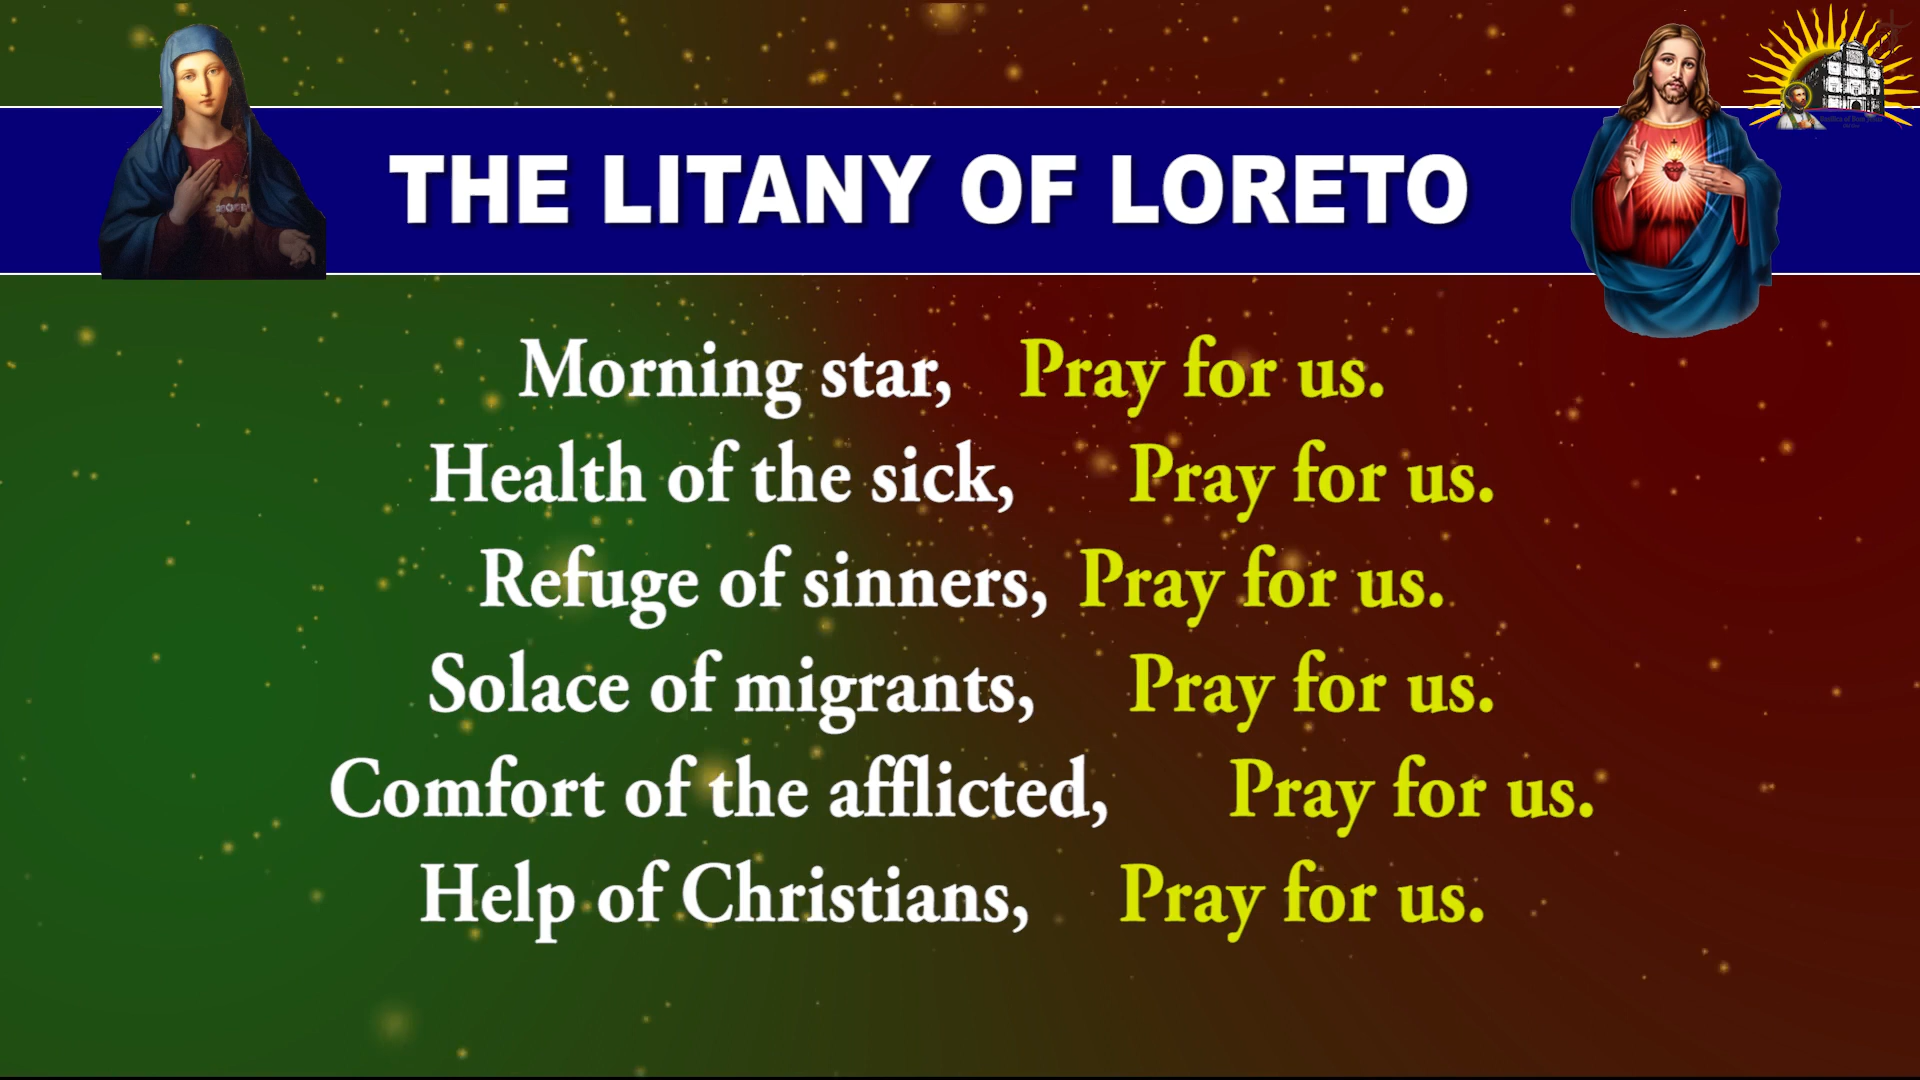 THE LITANY OF LORETO
Morning star, Pray for us.
Health of the sick, Pray for us.
Refuge of sinners, Pray for us.
Solace of migrants, Pray for us.
Comfort of the afflicted, Pray for us.
Help of Christians, Pray for us.